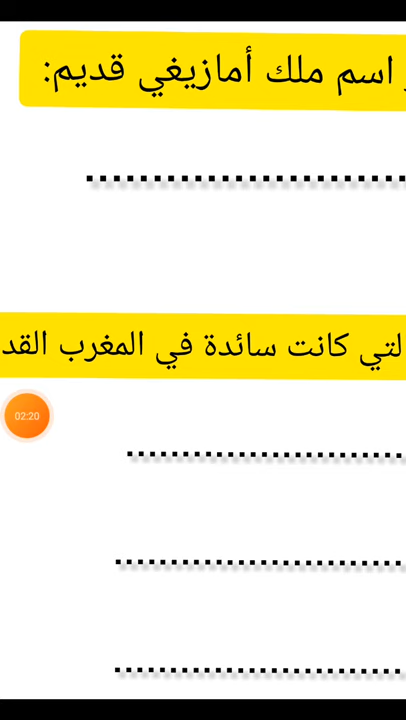 اسم ملك أمازيغي قديم:
لتي كانت سائدة في المغرب القد
02:20